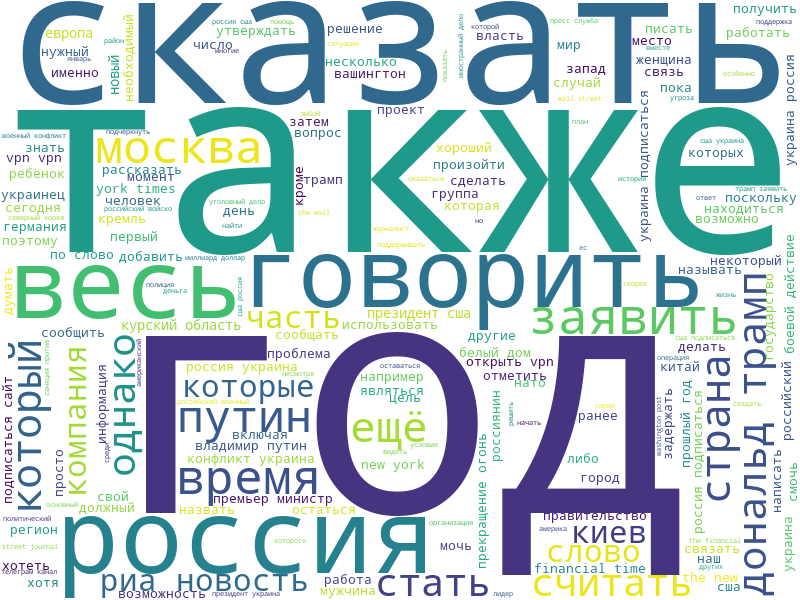 сказать
россия сша
помощь
получить
европа
утверждать
решение
пресс служба
поддержка
нужный
район
число
ситуация
власть
которой
писать
работать
январь
новый
необходимый
многие
несколько
показать
иностранный дело
мир
место
вместе
именно
вашингтон
запад
женщина
особенно
случай
связь
wall street
пока
угроза
также
проект
любой
план
затем
военный конфликт
подчеркнуть
москва
вопрос
хороший
сша украина
знать
которых
vpn vpn
рассказать
произойти
украина подписаться
украина россия
ребёнок
момент
кроме
трамп
оказаться
сделать
история
ответ
трамп заявить
york times
группа
поскольку
украинец
человек
уголовный дело
которая
находиться
сегодня
российский войско
день
the wall
но
возможно
северный корея
кремль
найти
германия
журналист
поэтому
первый
поддерживать
ес
по слово
добавить
миллиард доллар
говорить
некоторый
весь
полиция
деньга
сша россия
скорее
называть
думать
жизнь
часть
президент сша
заявить
дональд трамп
государство
боевой действие
курский область
сообщать
использовать
сообщить
год
другие
сша подписаться
санкция против
американский
проблема
белый дом
делать
который
компания
однако
россия украина
несмотря
оставаться
открыть vpn
операция
китай
страна
информация
которые
например
отметить
нато
являться
российский военный
цель
сирия
washington post
задержать
прошлый год
создать
подписаться сайт
путин
ещё
россиянин
решить
ранее
российский
включая
условие
начать
владимир путин
видеть
либо
среди
конфликт украина
new york
просто
время
город
россия подписаться
написать
смочь
свой
премьер министр
прекращение огонь
основный
должный
назвать
остаться
правительство
политический
россия
организация
америка
киев
регион
которого
слово
the financial
связать
street journal
мочь
наш
хотеть
financial time
других
телеграм канал
риа новость
работа
стать
считать
the new
украина
хотя
мужчина
сша
возможность
президент украина
лидер